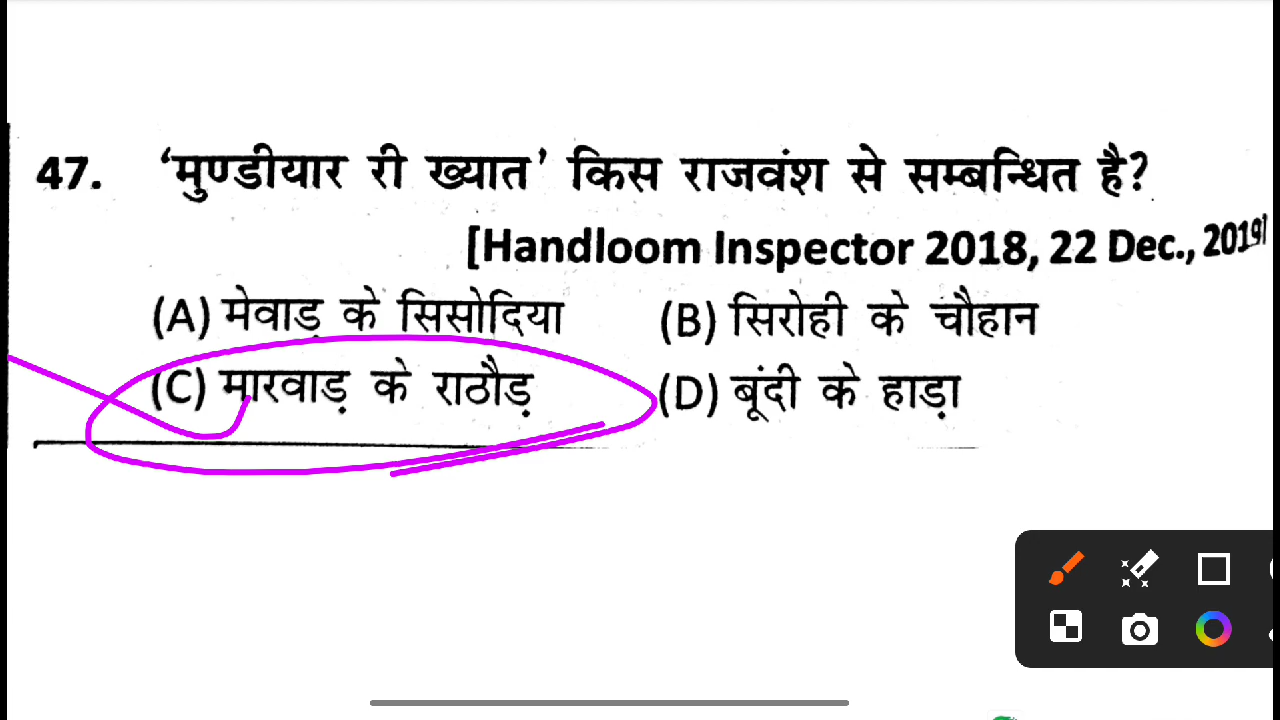 47. ‘मुण्डीयार री ख्यात’ किस राजवंश से सम्बन्धित है?
[Handloom Inspector 2018, 22 Dec., 2019]
(A) मेवाड़ के सिसोदिया (B) सिरोही के चौहान
(C) मारवाड़ के राठौड़ (D) बूंदी के हाड़ा